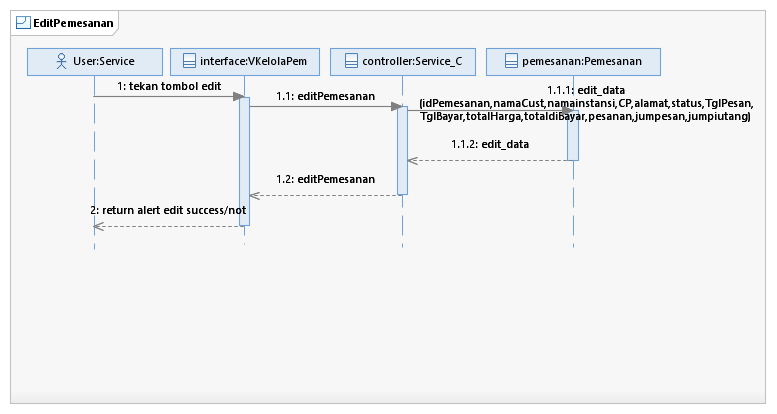 EditPemesanan
User:Service
interface:VKelolaPem
controller:Service_C
pemesanan:Pemesanan
1: tekan tombol edit
1.1: editPemesanan
1.1.1: edit_data
(idPemesanan,namaCust,namainstansi,CP,alamat,status,TglPesan,
TglBayar,totalHarga,totaldiBayar,pesanan,jumpesan,jumpiutang)
1.1.2: edit_data
1.2: editPemesanan
2: return alert edit success/not